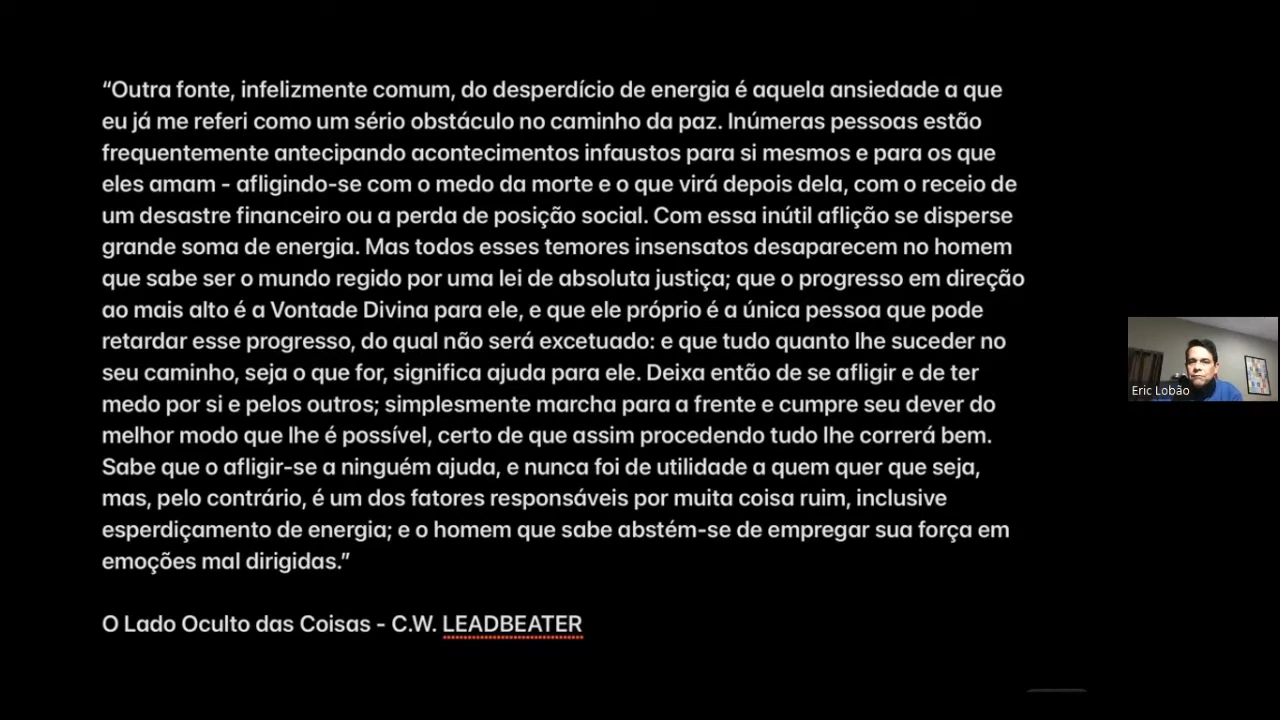 “Outra fonte, infelizmente comum, do desperdício de energia é aquela ansiedade a que
eu já me referi como um sério obstáculo no caminho da paz. Inúmeras pessoas estão
frequentemente antecipando acontecimentos infaustos para si mesmos e para os que
eles amam - afligindo-se com o medo da morte e o que virá depois dela, com o receio de
um desastre financeiro ou a perda de posição social. Com essa inútil aflição se disperse
grande soma de energia. Mas todos esses temores insensatos desaparecem no homem
que sabe ser o mundo regido por uma lei de absoluta justiça; que o progresso em direção
ao mais alto é a Vontade Divina para ele, e que ele próprio é a única pessoa que pode
retardar esse progresso, do qual não será excetuado: e que tudo quanto lhe suceder no
seu caminho, seja o que for, significa ajuda para ele. Deixa então de se afligir e de ter
medo por si e pelos outros; simplesmente marcha para a frente e cumpre seu dever do
melhor modo que lhe é possível, certo de que assim procedendo tudo lhe correrá bem.
Sabe que o afligir-se a ninguém ajuda, e nunca foi de utilidade a quem quer que seja,
mas, pelo contrário, é um dos fatores responsáveis por muita coisa ruim, inclusive
esperdiçamento de energia; e o homem que sabe abstém-se de empregar sua força em
emoções mal dirigidas.”
O Lado Oculto das Coisas - C.W. LEADBEATER
Eric Lobão